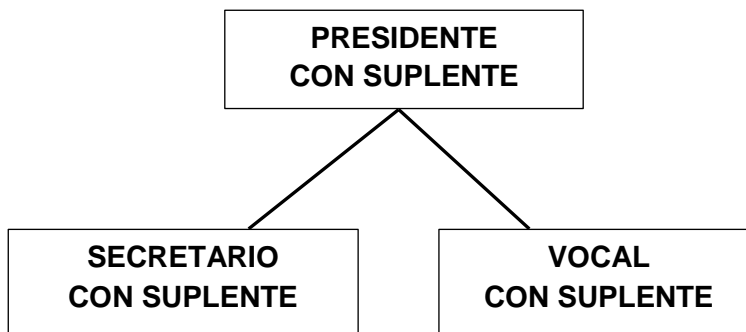 PRESIDENTE
CON SUPLENTE
SECRETARIO
CON SUPLENTE
VOCAL
CON SUPLENTE